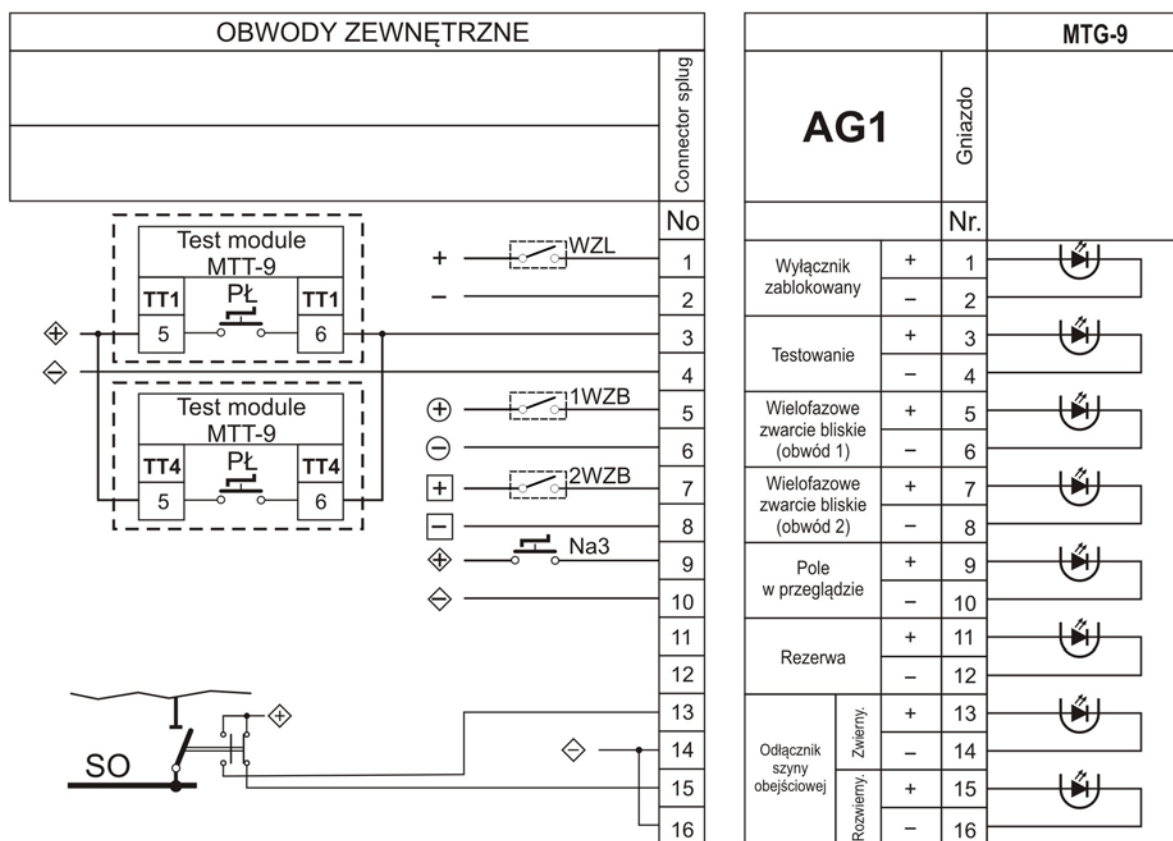 OBWODY ZEWNĘTRZNE
Connector splug
No
Test module
MTT-9
TT1
PŁ
TT1
5
6
Test module
MTT-9
TT4
PŁ
TT4
5
6
+
WZL
−
+
−
+
1WZB
−
+
2WZB
−
+
Na3
−
+
−
SO
1
2
3
4
5
6
7
8
9
10
11
12
13
14
15
16
MTG-9
AG1
Gniazdo
Nr.
Wyłącznik
zablokowany
+
1
−
2
Testowanie
+
3
−
4
Wielofazowe
zwarcie bliskie
(obwód 1)
+
5
−
6
Wielofazowe
zwarcie bliskie
(obwód 2)
+
7
−
8
Pole
w przeglądzie
+
9
−
10
Rezerwa
+
11
−
12
Odłącznik
szyny
obejściowej
Zwierny.
+
13
−
14
Rozwierny.
+
15
−
16